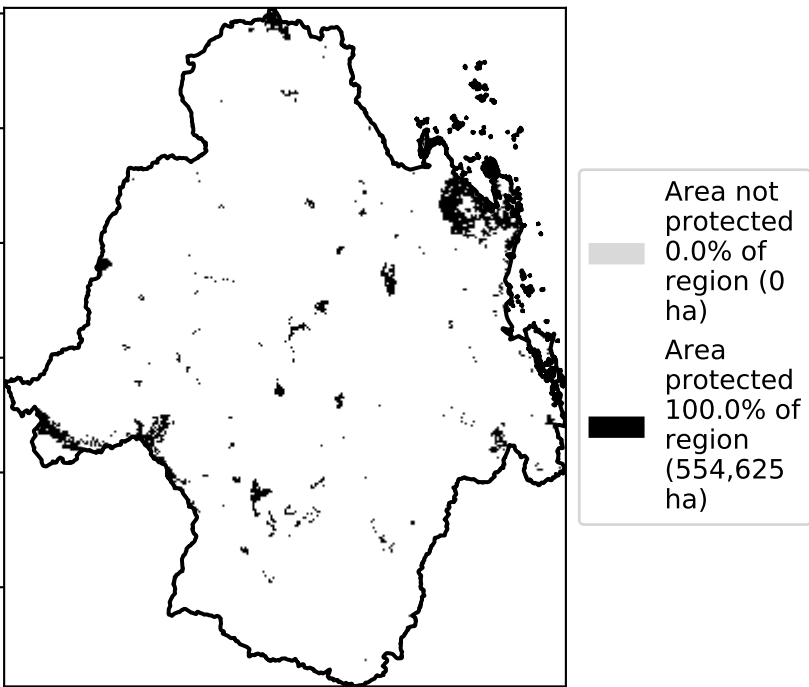 Area not
protected
0.0% of
region (0
ha)
Area
protected
100.0% of
region
(554,625
ha)